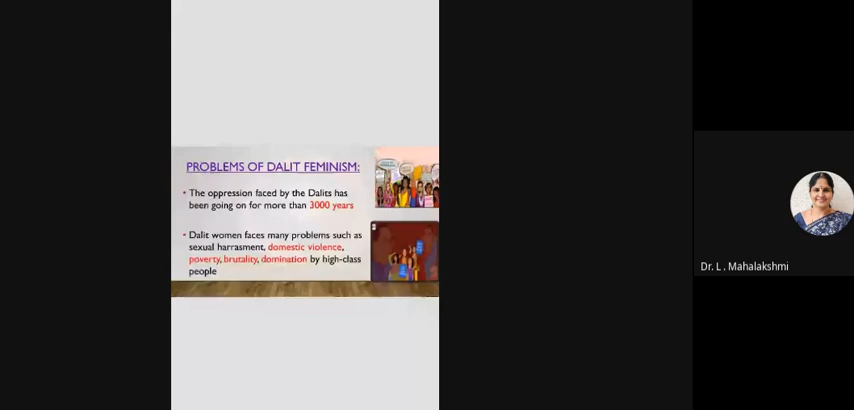 PROBLEMS OF DALIT FEMINISM:
• The oppression faced by the Dalits has
been going on for more than 3000 years
• Dalit women faces many problems such as
sexual harrasment, domestic violence,
poverty, brutality, domination by high-class
people
Dr. L . Mahalakshmi